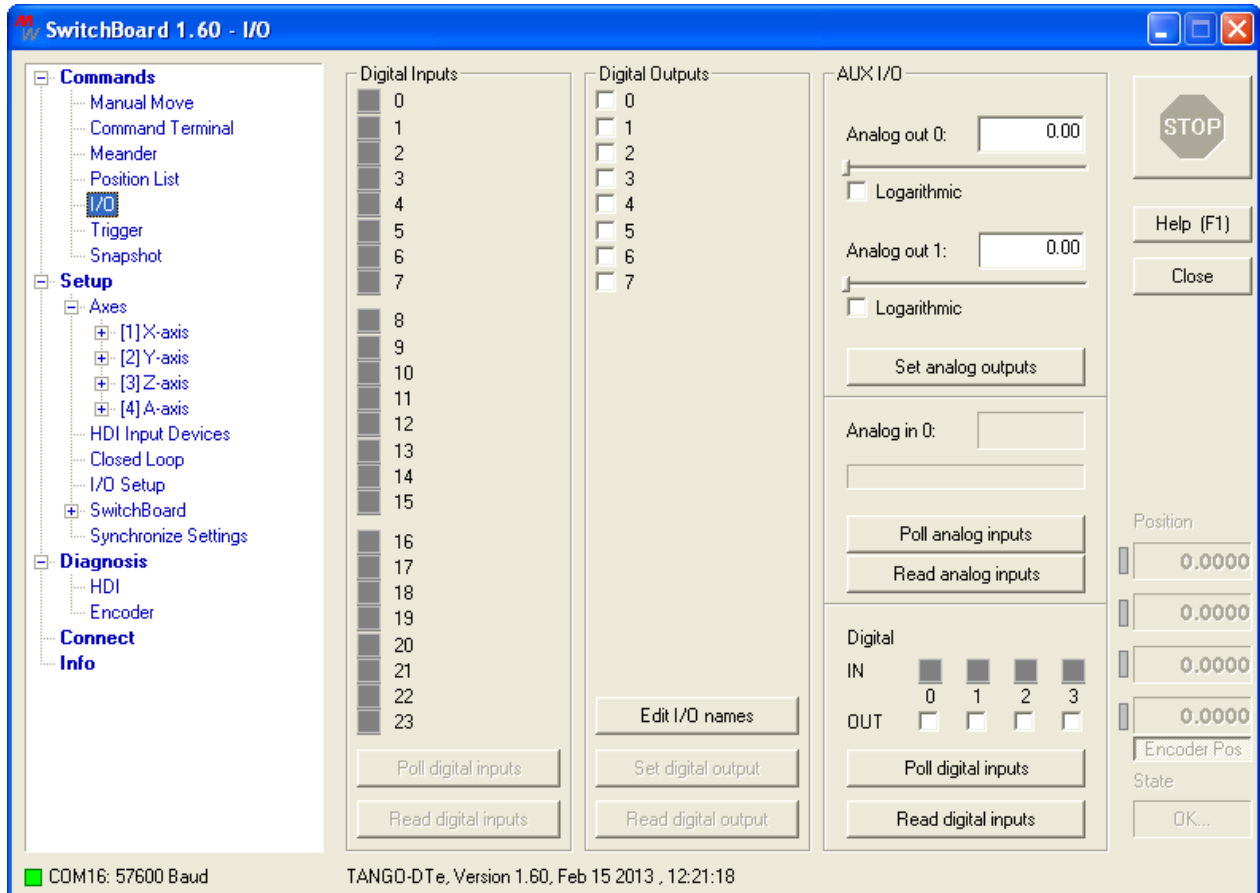 SwitchBoard 1.60 - I/O
Commands
Manual Move
Command Terminal
Meander
Position List
I/O
Trigger
Snapshot
Setup
Axes
[1] X-axis
[2] Y-axis
[3] Z-axis
[4] A-axis
HDI Input Devices
Closed Loop
I/O Setup
SwitchBoard
Synchronize Settings
Diagnosis
HDI
Encoder
Connect
Info
Digital Inputs
0
1
2
3
4
5
6
7
8
9
10
11
12
13
14
15
16
17
18
19
20
21
22
23
Poll digital inputs
Read digital inputs
Digital Outputs
0
1
2
3
4
5
6
7
Edit I/O names
Set digital output
Read digital output
AUX I/O
Analog out 0: 0.00
Logarithmic
Analog out 1: 0.00
Logarithmic
Set analog outputs
Analog in 0:
Poll analog inputs
Read analog inputs
Digital
IN
0 1 2 3
OUT
Poll digital inputs
Read digital inputs
STOP
Help (F1)
Close
Position
0.0000
0.0000
0.0000
0.0000
Encoder Pos
State
OK...
COM16: 57600 Baud
TANGO-DTe, Version 1.60, Feb 15 2013 , 12:21:18